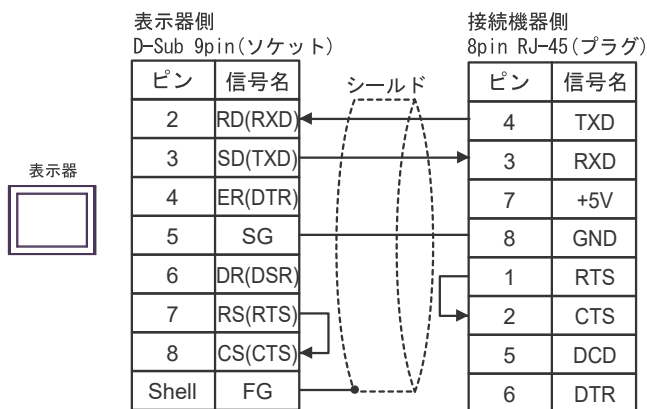 表示器側
D-Sub 9pin(ソケット)
接続機器側
8pin RJ-45(プラグ)
ピン 信号名 シールド ピン 信号名
2 RD(RXD) 4 TXD
3 SD(TXD) 3 RXD
表示器
4 ER(DTR) 7 +5V
5 SG 8 GND
6 DR(DSR) 1 RTS
7 RS(RTS) 2 CTS
8 CS(CTS) 5 DCD
Shell FG 6 DTR